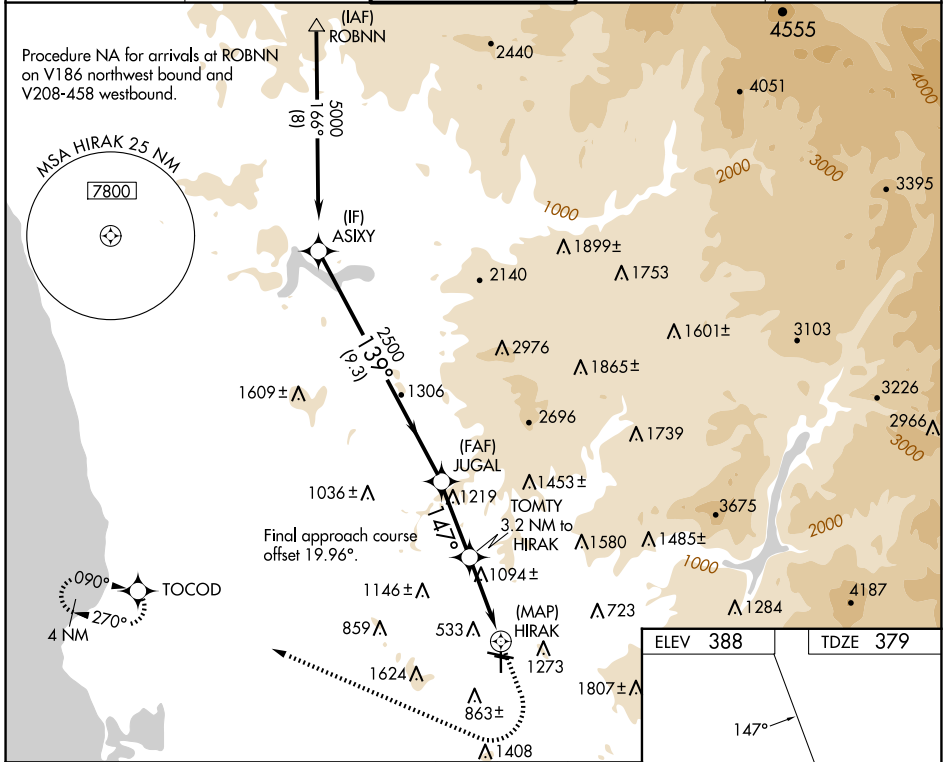 Procedure NA for arrivals at ROBNN
on V186 northwest bound and
V208-458 westbound.
MSA HIRAK 25 NM
7800
(IAF)
ROBNN
5000
166°
(8)
(IF)
ASIXY
2500
139°
(9.3)
(FAF)
JUGAL
147°
TOMTY
3.2 NM to
HIRAK
(MAP)
HIRAK
Final approach course
offset 19.96°.
090°
270°
4 NM
TOCOD
2440
4555
4051
4000
3395
2000
3000
1000
1899±
1753
2140
1601±
3103
2976
1865±
1609±
1306
3226
2966
2696
1739
3000
1036±
1219
1453±
3675
2000
1580
1485±
1000
1094±
1146±
4187
1284
723
859
533
1273
1624
1807±
863±
1408
ELEV 388
TDZE 379
147°